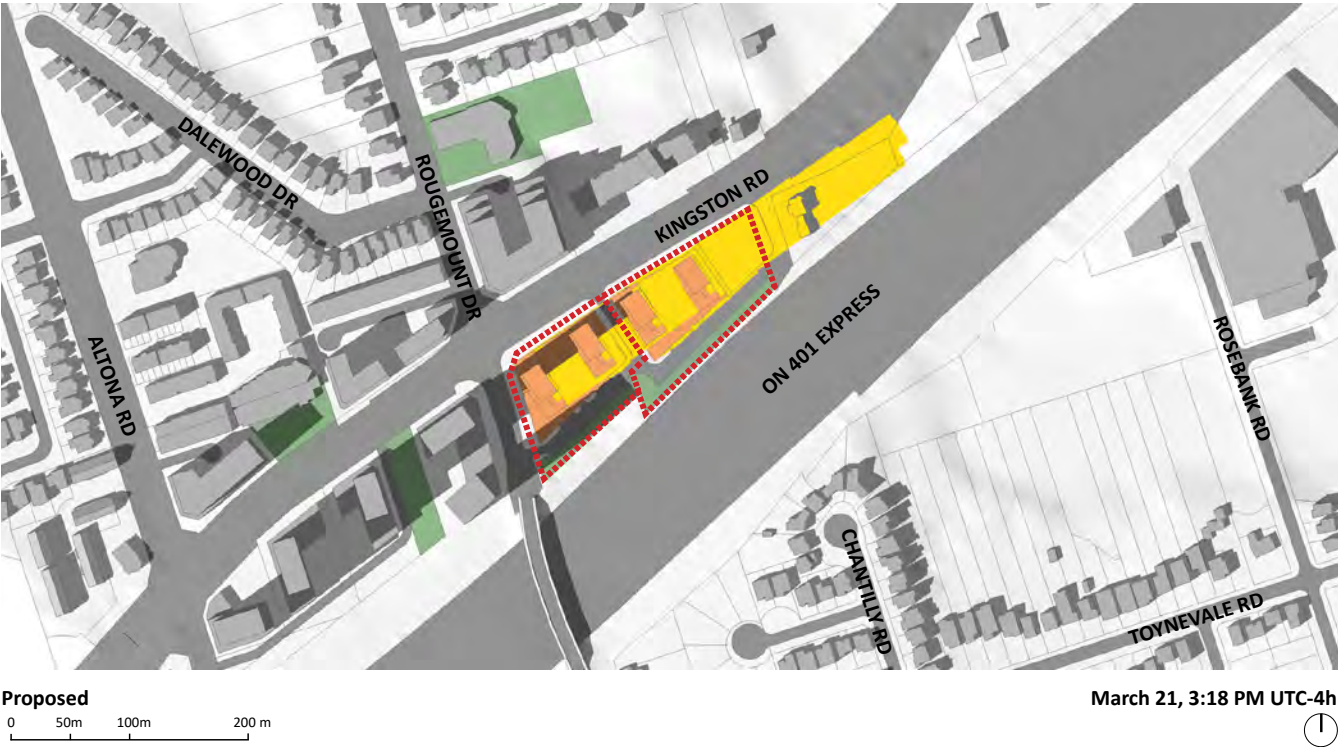 DALEWOOD DR
ROUGEMOUNT DR
KINGSTON RD
ALTONA RD
ON 401 EXPRESS
ROSEBANK RD
CHANTILLY RD
TOYNEVALE RD
Proposed
March 21, 3:18 PM UTC-4h
0 50m 100m 200 m